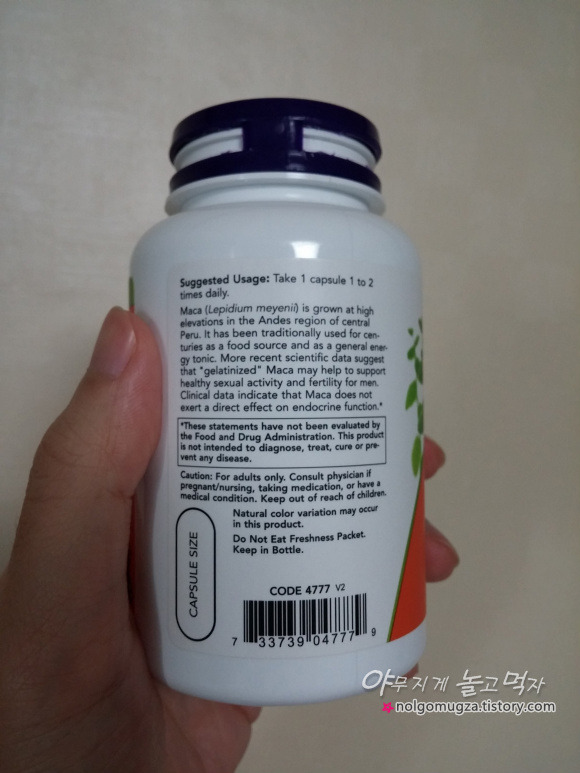 Suggested Usage: Take 1 capsule 1 to 2
times daily.
Maca (Lepidium meyenii) is grown at high
elevations in the Andes region of central
Peru. It has been traditionally used for cen-
turies as a food source and as a general ener-
gy tonic. More recent scientific data suggest
that "gelatinized" Maca may help to support
healthy sexual activity and fertility for men.
Clinical data indicate that Maca does not
exert a direct effect on endocrine function.*
*These statements have not been evaluated by
the Food and Drug Administration. This product
is not intended to diagnose, treat, cure or pre-
vent any disease.
Caution: For adults only. Consult physician if
pregnant/nursing, taking medication, or have a
medical condition. Keep out of reach of children.
Natural color variation may occur
in this product.
Do Not Eat Freshness Packet.
Keep in Bottle.
CAPSULE SIZE
CODE 4777 V2
7 33739 04777 9
야무지게 놀고먹자
nolgomugza.tistory.com